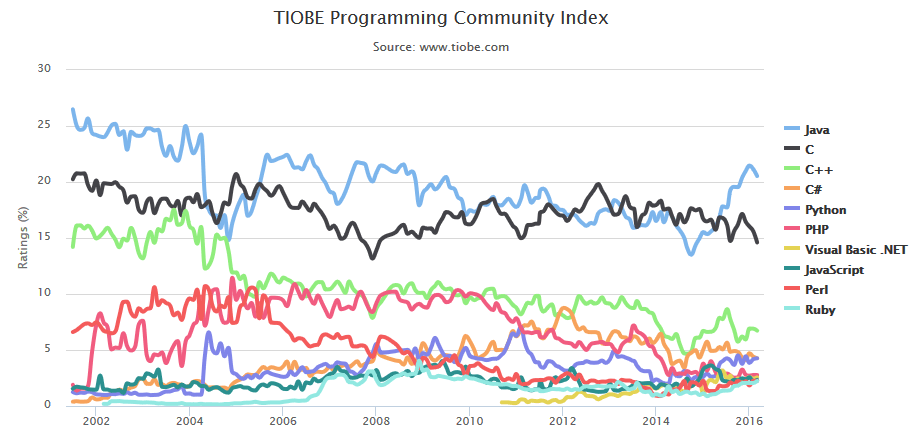 TIOBE Programming Community Index
Source: www.tiobe.com
Ratings (%)
30
25
20
15
10
5
0
2002
2004
2006
2008
2010
2012
2014
2016
Java
C
C++
C#
Python
PHP
Visual Basic .NET
JavaScript
Perl
Ruby